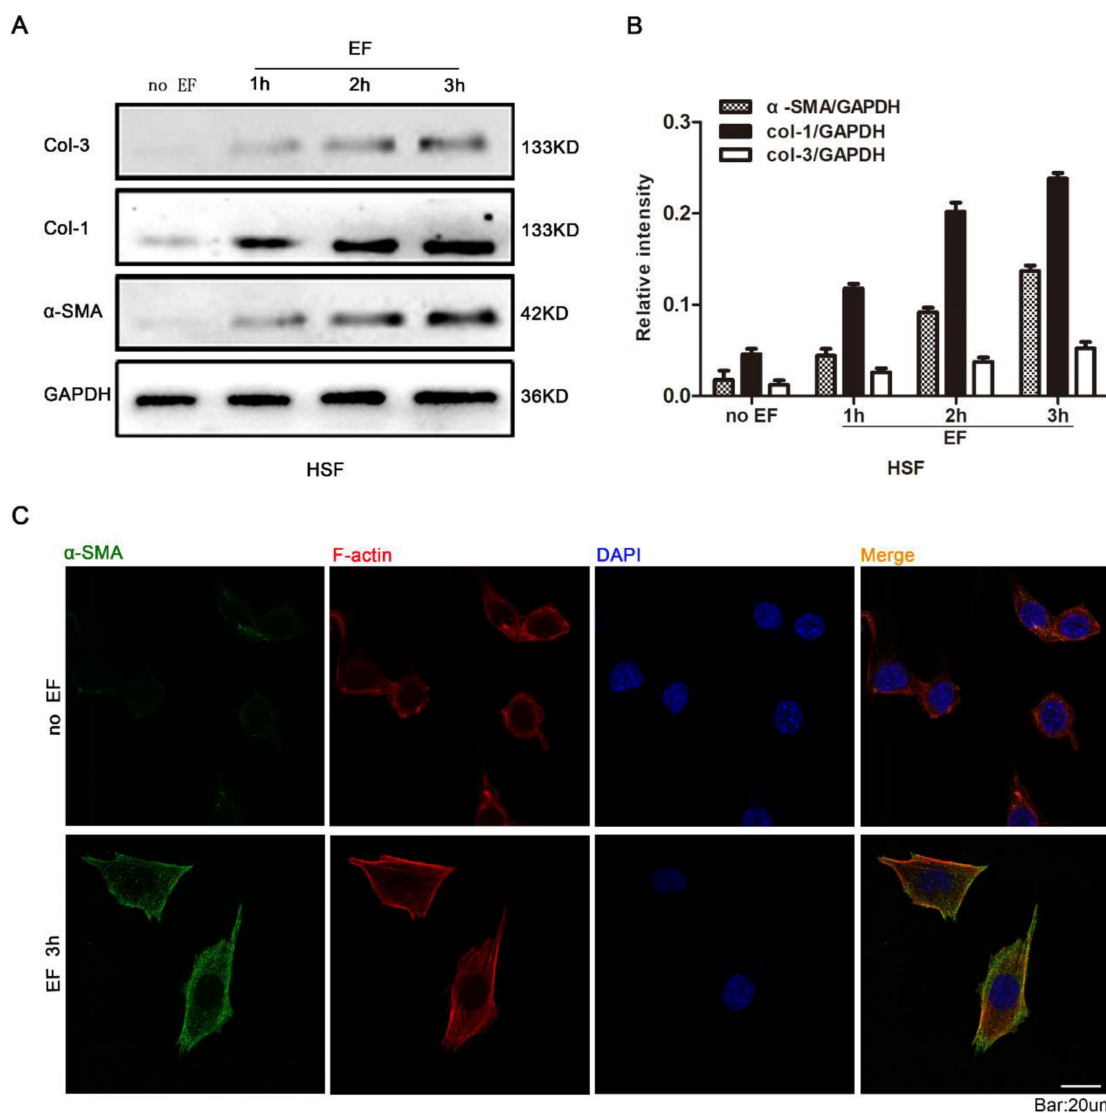 A
EF
no EF 1h 2h 3h
Col-3 133KD
Col-1 133KD
α-SMA 42KD
GAPDH 36KD
HSF
B
α -SMA/GAPDH
col-1/GAPDH
col-3/GAPDH
Relative intensity
0.3
0.2
0.1
0.0
no EF 1h 2h 3h
EF
HSF
C
α-SMA F-actin DAPI Merge
no EF
EF 3h
Bar:20um